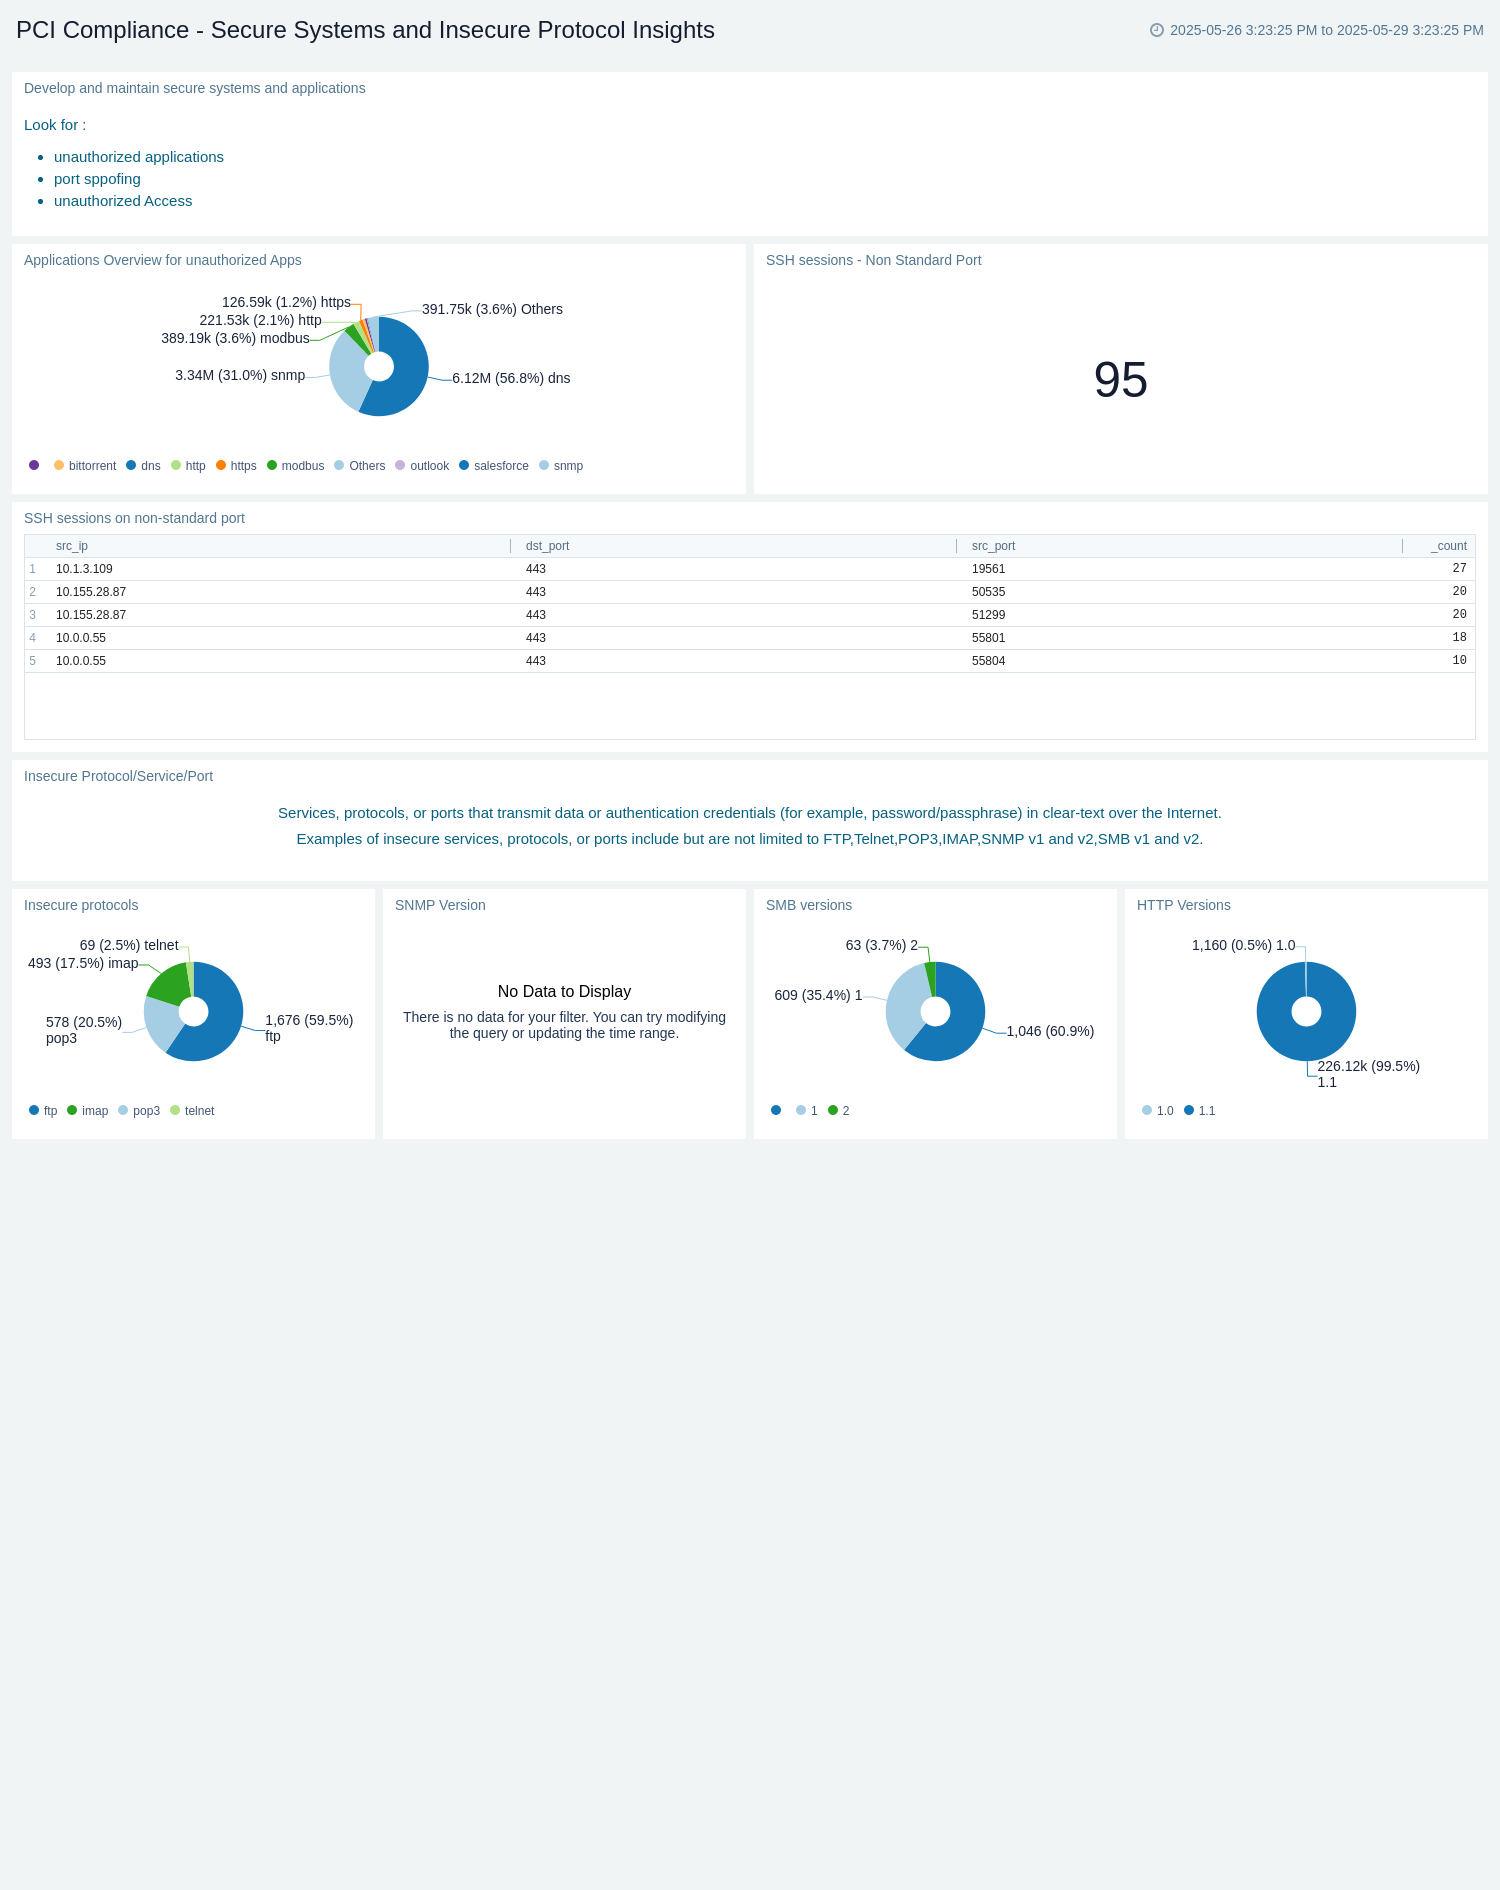 PCI Compliance - Secure Systems and Insecure Protocol Insights
2025-05-26 3:23:25 PM to 2025-05-29 3:23:25 PM
Develop and maintain secure systems and applications
Look for :
unauthorized applications
port sppofing
unauthorized Access
Applications Overview for unauthorized Apps
126.59k (1.2%) https
391.75k (3.6%) Others
221.53k (2.1%) http
389.19k (3.6%) modbus
3.34M (31.0%) snmp
6.12M (56.8%) dns
bittorrent dns http https modbus Others outlook salesforce snmp
SSH sessions - Non Standard Port
95
SSH sessions on non-standard port
src_ip dst_port src_port _count
1 10.1.3.109 443 19561 27
2 10.155.28.87 443 50535 20
3 10.155.28.87 443 51299 20
4 10.0.0.55 443 55801 18
5 10.0.0.55 443 55804 10
Insecure Protocol/Service/Port
Services, protocols, or ports that transmit data or authentication credentials (for example, password/passphrase) in clear-text over the Internet.
Examples of insecure services, protocols, or ports include but are not limited to FTP,Telnet,POP3,IMAP,SNMP v1 and v2,SMB v1 and v2.
Insecure protocols
69 (2.5%) telnet
493 (17.5%) imap
578 (20.5%)
pop3
1,676 (59.5%)
ftp
ftp imap pop3 telnet
SNMP Version
No Data to Display
There is no data for your filter. You can try modifying
the query or updating the time range.
SMB versions
63 (3.7%) 2
609 (35.4%) 1
1,046 (60.9%)
1 2
HTTP Versions
1,160 (0.5%) 1.0
226.12k (99.5%)
1.1
1.0 1.1